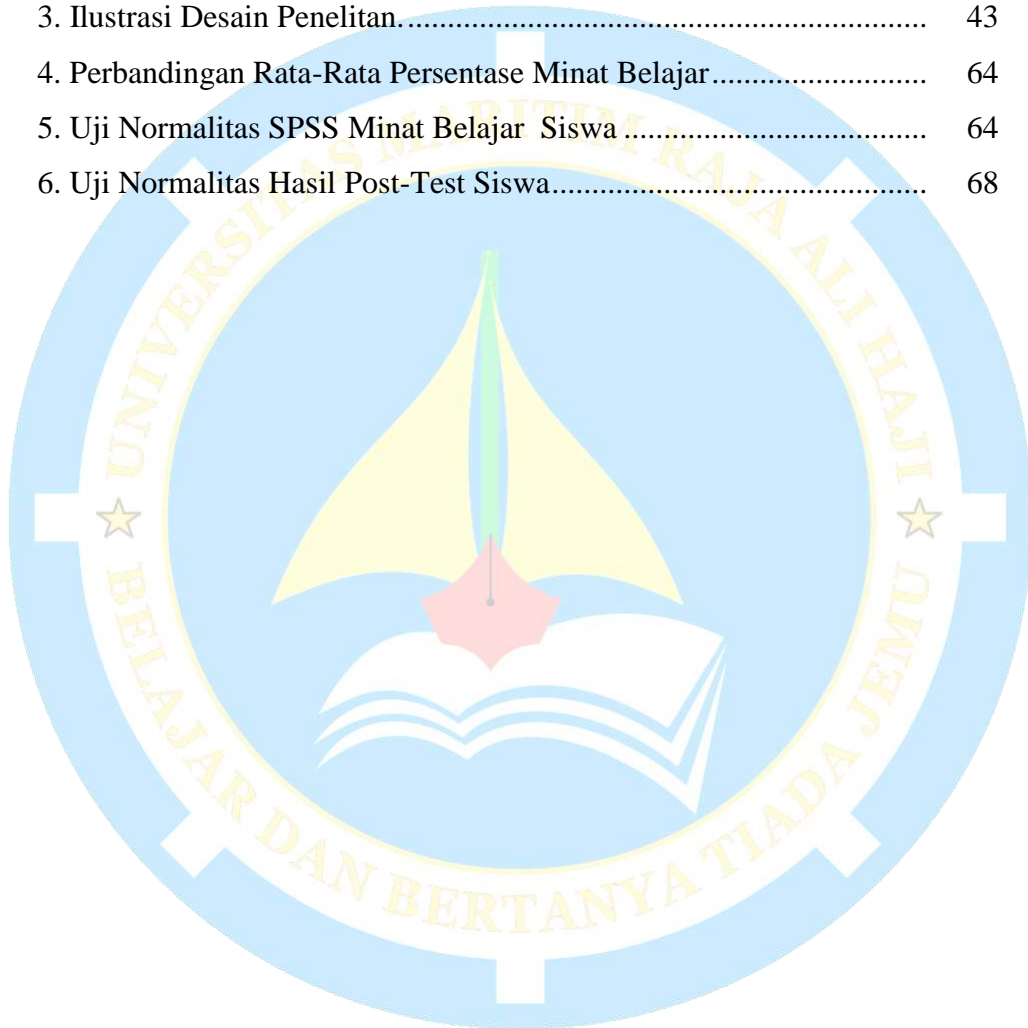 3. Ilustrasi Desain Penelitan. ................................................................. 43
4. Perbandingan Rata-Rata Persentase Minat Belajar ........................... 64
5. Uji Normalitas SPSS Minat Belajar  Siswa ...................................... 64
6. Uji Normalitas Hasil Post-Test Siswa............................................... 68
UNIVERSITAS MARITIM RAJA ALI HAJI
BELAJAR DAN BERTANYA TIADA JEMU